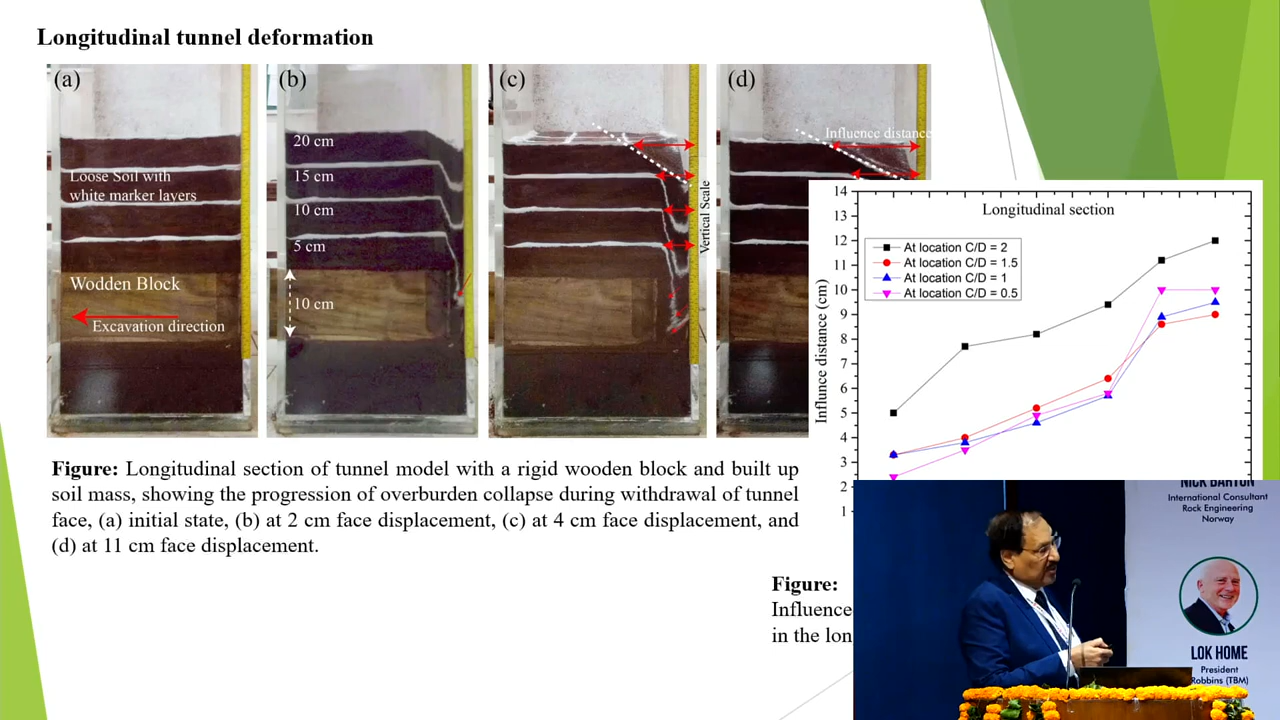 Longitudinal tunnel deformation
(a)
(b)
(c)
(d)
Loose Soil with
white marker layers
Wodden Block
Excavation direction
20 cm
15 cm
10 cm
5 cm
10 cm
Vertical Scale
Influence distance
Longitudinal section
At location C/D = 2
At location C/D = 1.5
At location C/D = 1
At location C/D = 0.5
Influnce distance (cm)
14
13
12
11
10
9
8
7
6
5
4
3
2
1
Figure: Longitudinal section of tunnel model with a rigid wooden block and built up
soil mass, showing the progression of overburden collapse during withdrawal of tunnel
face, (a) initial state, (b) at 2 cm face displacement, (c) at 4 cm face displacement, and
(d) at 11 cm face displacement.
Figure:
Influence
in the lon
NICK BARTON
International Consultant
Rock Engineering
Norway
LOK HOME
President
Robbins (TBM)